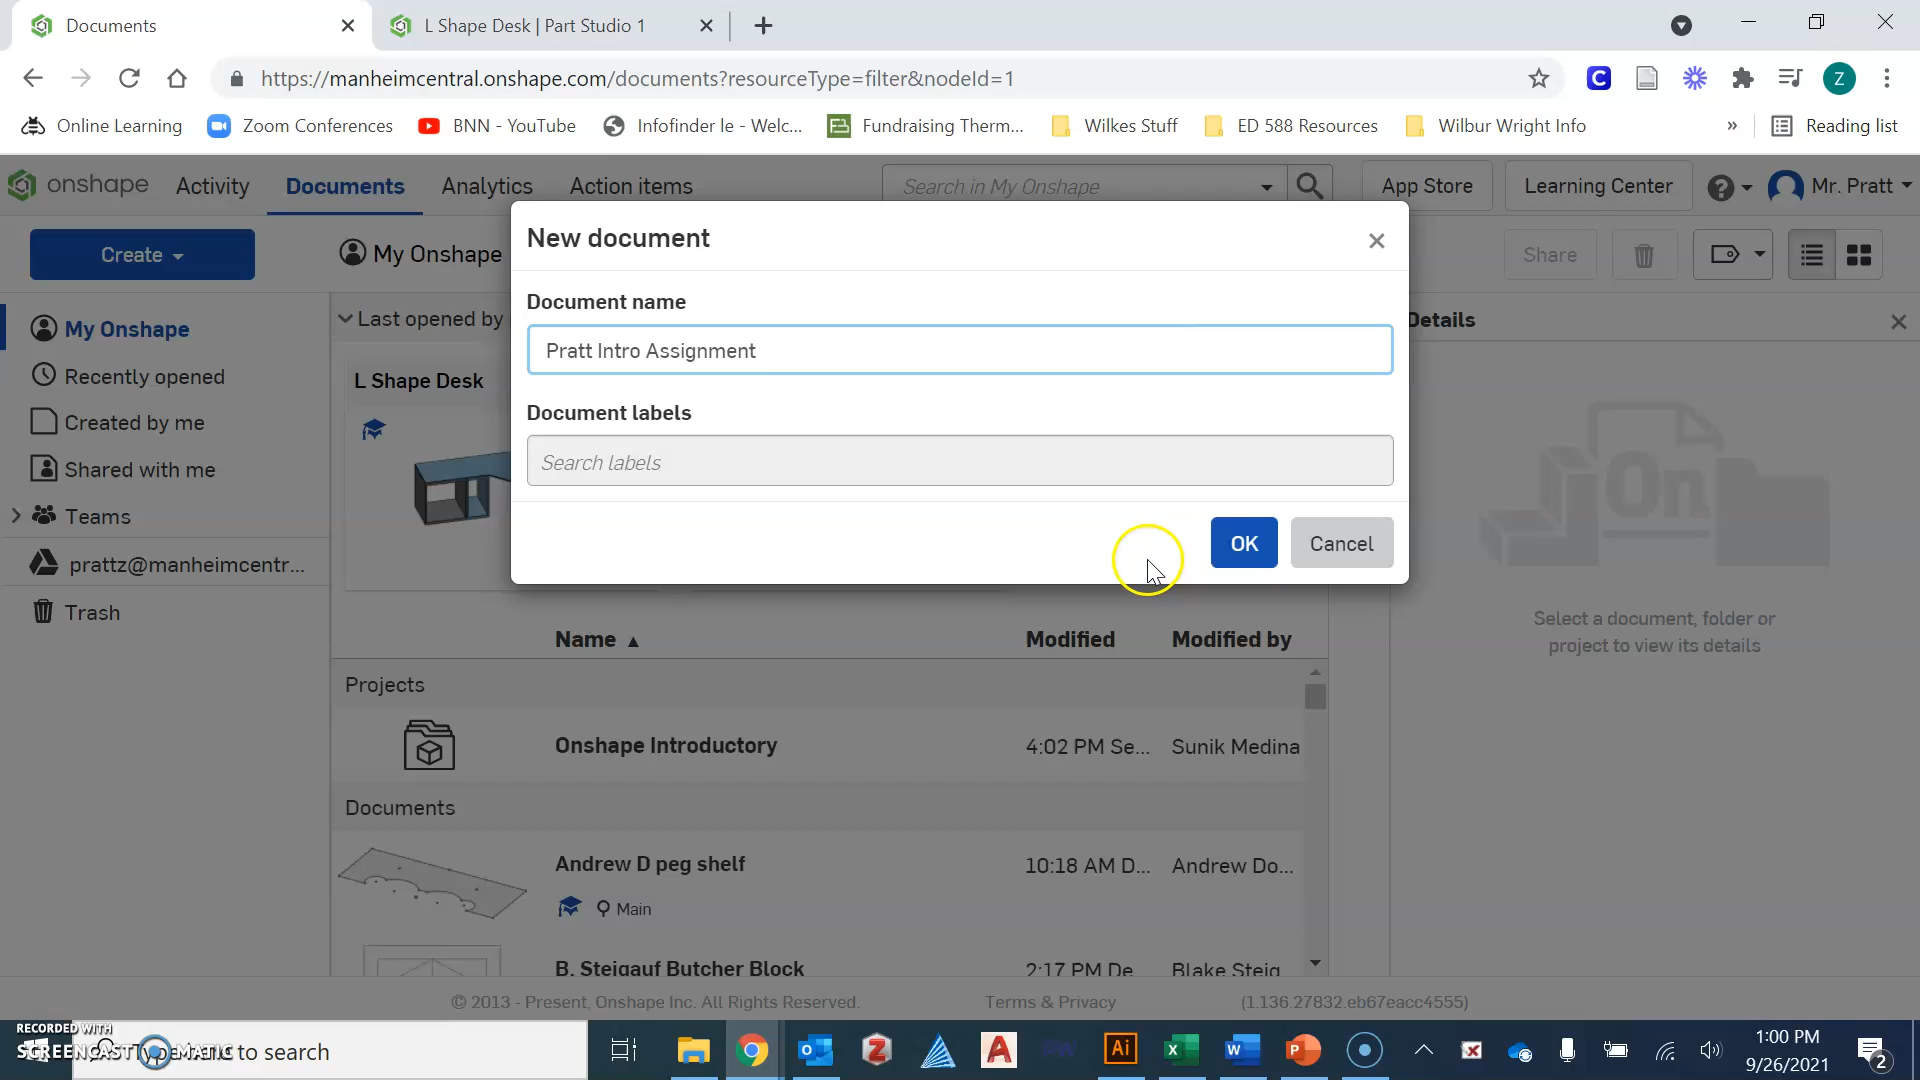 Documents
L Shape Desk | Part Studio 1
https://manheimcentral.onshape.com/documents?resourceType=filter&nodeId=1
C
Z
Online Learning
Zoom Conferences
BNN - YouTube
Infofinder le - Welc...
Fundraising Therm...
Wilkes Stuff
ED 588 Resources
Wilbur Wright Info
»
Reading list
onshape
Activity
Documents
Analytics
Action items
Search in My Onshape
App Store
Learning Center
Mr. Pratt
Create
My Onshape
New document
Share
Document name
My Onshape
Last opened by
Details
Pratt Intro Assignment
Recently opened
L Shape Desk
Document labels
Created by me
Search labels
Shared with me
On
Teams
OK
Cancel
prattz@manheimcentr...
Trash
Select a document, folder or
project to view its details
Name
Modified
Modified by
Projects
Onshape Introductory
4:02 PM Se...
Sunik Medina
Documents
Andrew D peg shelf
10:18 AM D...
Andrew Do...
Main
B. Steigauf Butcher Block
2:17 PM De
Blake Steig
© 2013 - Present, Onshape Inc. All Rights Reserved.
Terms & Privacy
(1.136.27832.eb67eacc4555)
RECORDED WITH
SCREENCAST MATIC
to search
Ai
1:00 PM
9/26/2021
2